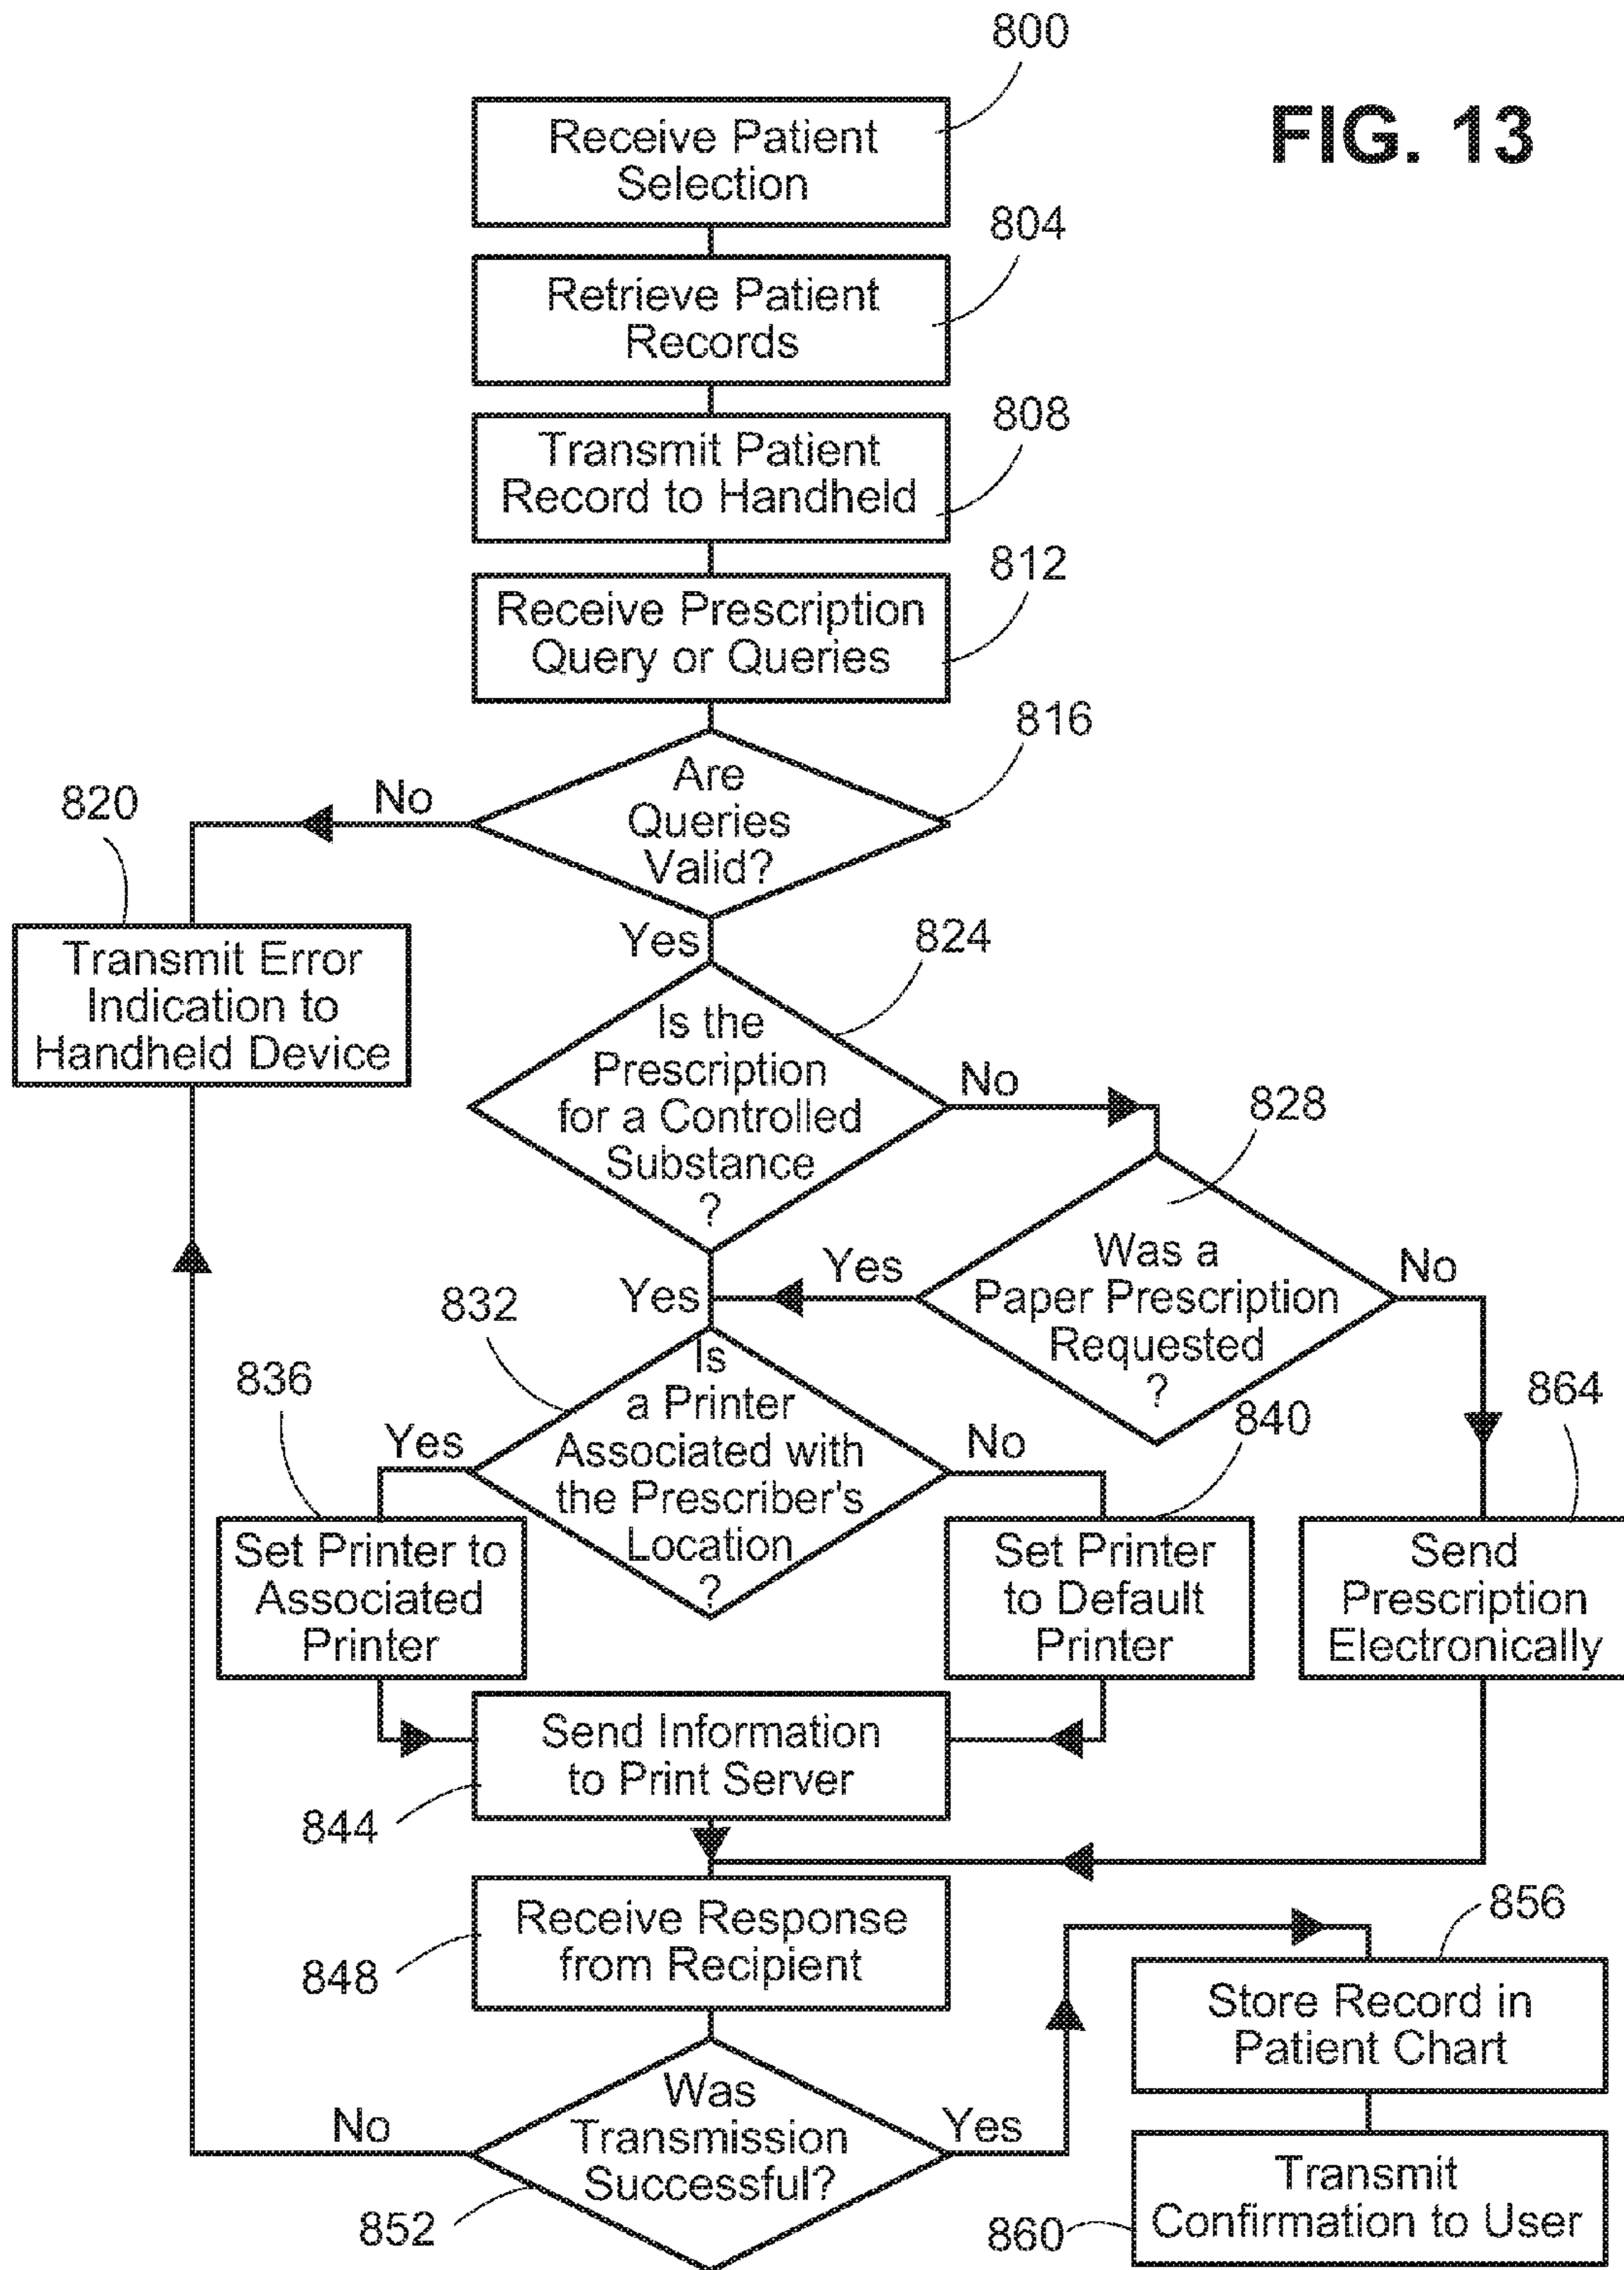 800
FIG. 13
Receive Patient
Selection
804
Retrieve Patient
Records
808
Transmit Patient
Record to Handheld
812
Receive Prescription
Query or Queries
816
Are
Queries
Valid?
No
820
Transmit Error
Indication to
Handheld Device
Yes
824
Is the
Prescription
for a Controlled
Substance
?
No
828
Was a
Paper Prescription
Requested
?
Yes
No
Yes
832
Is
a Printer
Associated with
the Prescriber's
Location
?
836
Yes
No
840
864
Set Printer to
Associated
Printer
Set Printer
to Default
Printer
Send
Prescription
Electronically
Send Information
to Print Server
844
Receive Response
from Recipient
848
856
Store Record in
Patient Chart
Was
Transmission
Successful?
No
Yes
852
Transmit
Confirmation to User
860